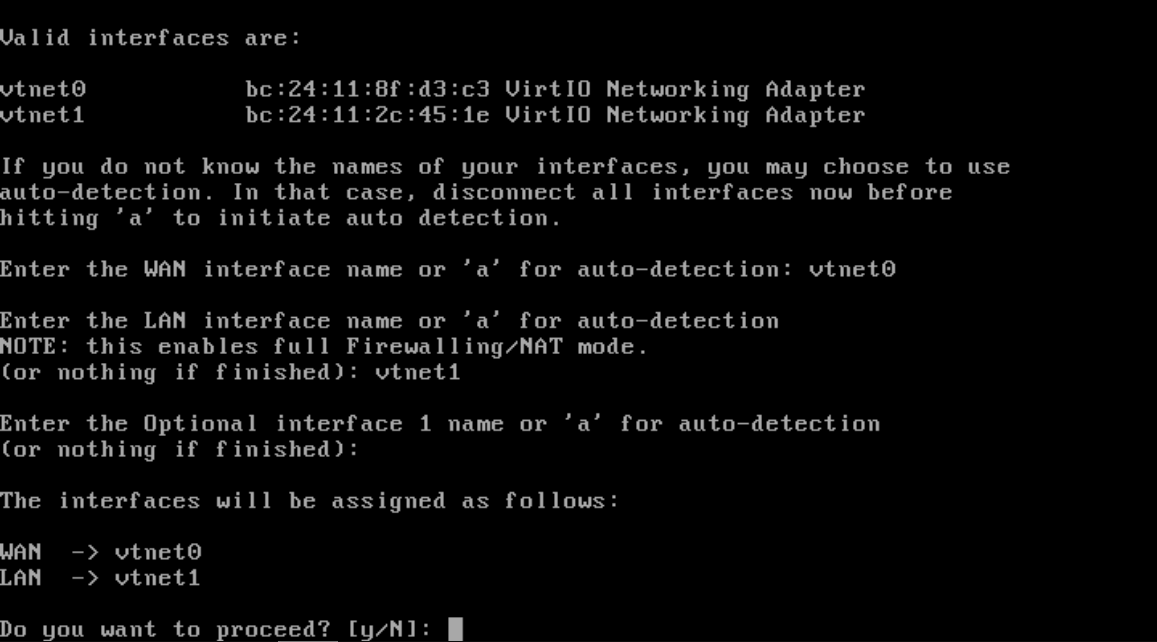 Valid interfaces are:
vtnet0 bc:24:11:8f:d3:c3 VirtIO Networking Adapter
vtnet1 bc:24:11:2c:45:1e VirtIO Networking Adapter
If you do not know the names of your interfaces, you may choose to use
auto-detection. In that case, disconnect all interfaces now before
hitting 'a' to initiate auto detection.
Enter the WAN interface name or 'a' for auto-detection: vtnet0
Enter the LAN interface name or 'a' for auto-detection
NOTE: this enables full Firewalling/NAT mode.
(or nothing if finished): vtnet1
Enter the Optional interface 1 name or 'a' for auto-detection
(or nothing if finished):
The interfaces will be assigned as follows:
WAN -> vtnet0
LAN -> vtnet1
Do you want to proceed? [y/N]: